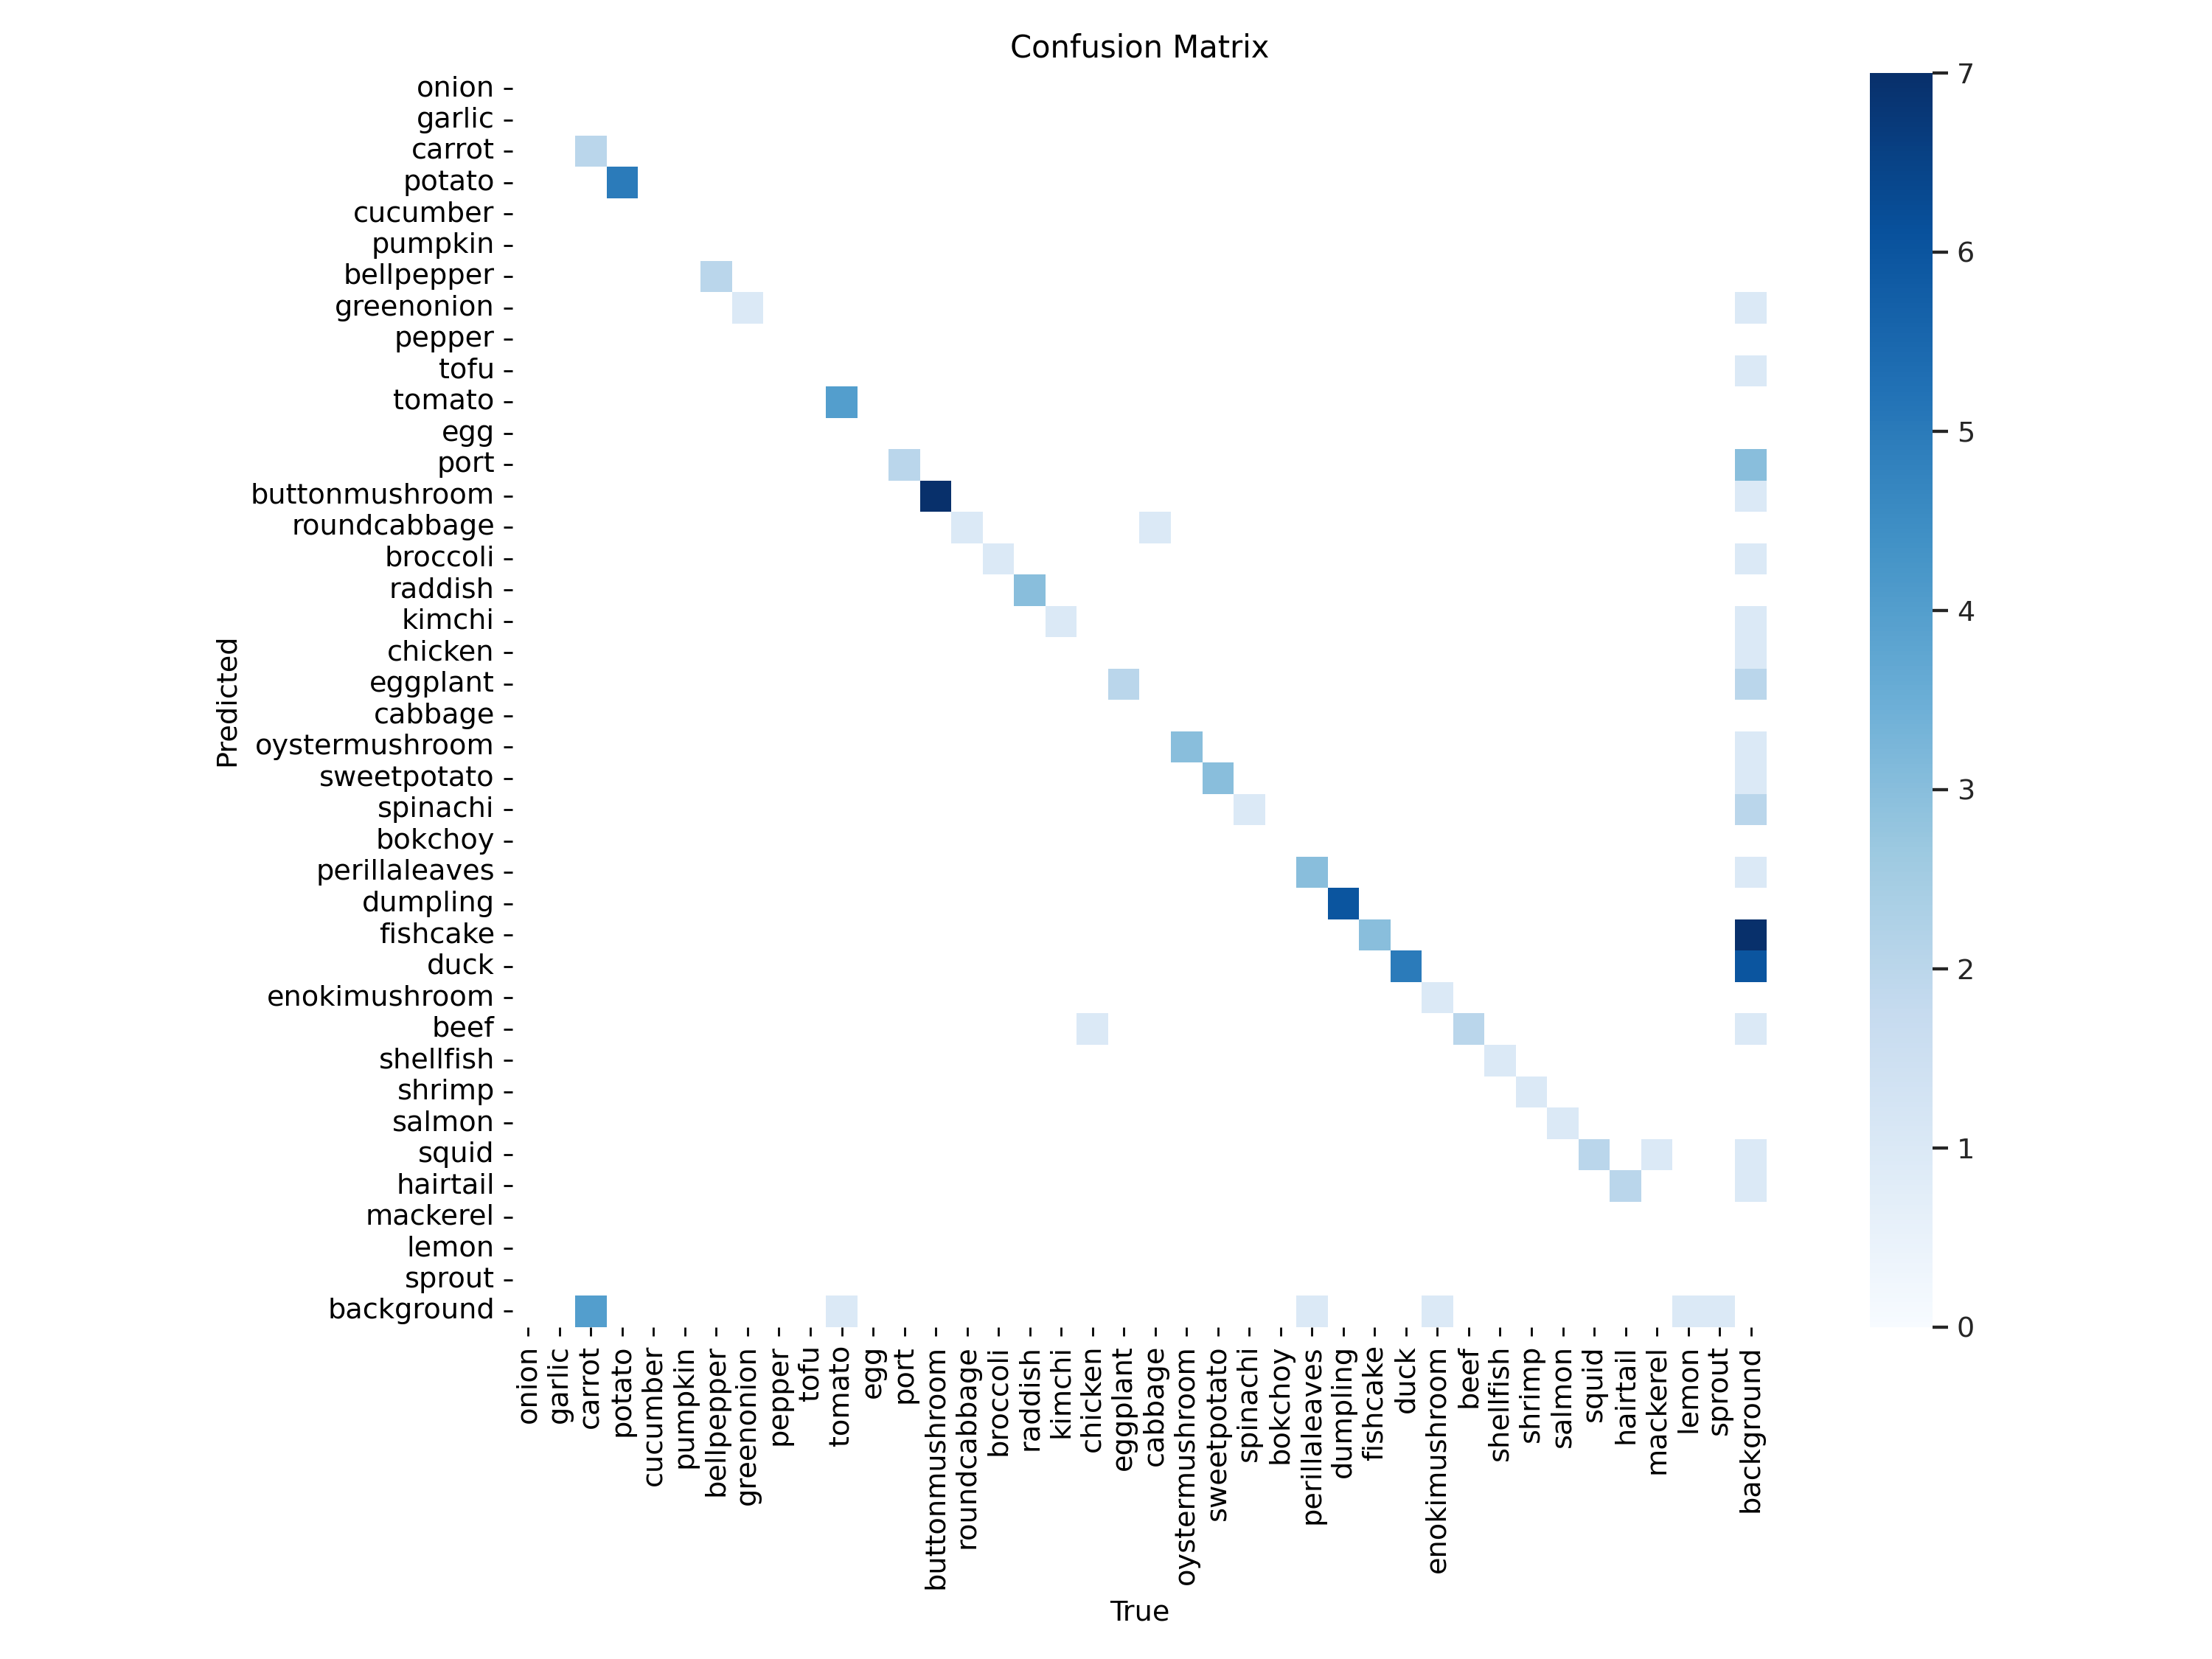 Confusion Matrix
onion
garlic
carrot
potato
cucumber
pumpkin
bellpepper
greenonion
pepper
tofu
tomato
egg
port
buttonmushroom
roundcabbage
broccoli
raddish
kimchi
chicken
eggplant
cabbage
oystermushroom
sweetpotato
spinachi
bokchoy
perillaleaves
dumpling
fishcake
duck
enokimushroom
beef
shellfish
shrimp
salmon
squid
hairtail
mackerel
lemon
sprout
background
Predicted
onion
garlic
carrot
potato
cucumber
pumpkin
bellpepper
greenonion
pepper
tofu
tomato
egg
port
buttonmushroom
roundcabbage
broccoli
raddish
kimchi
chicken
eggplant
cabbage
oystermushroom
sweetpotato
spinachi
bokchoy
perillaleaves
dumpling
fishcake
duck
enokimushroom
beef
shellfish
shrimp
salmon
squid
hairtail
mackerel
lemon
sprout
background
True
7
6
5
4
3
2
1
0